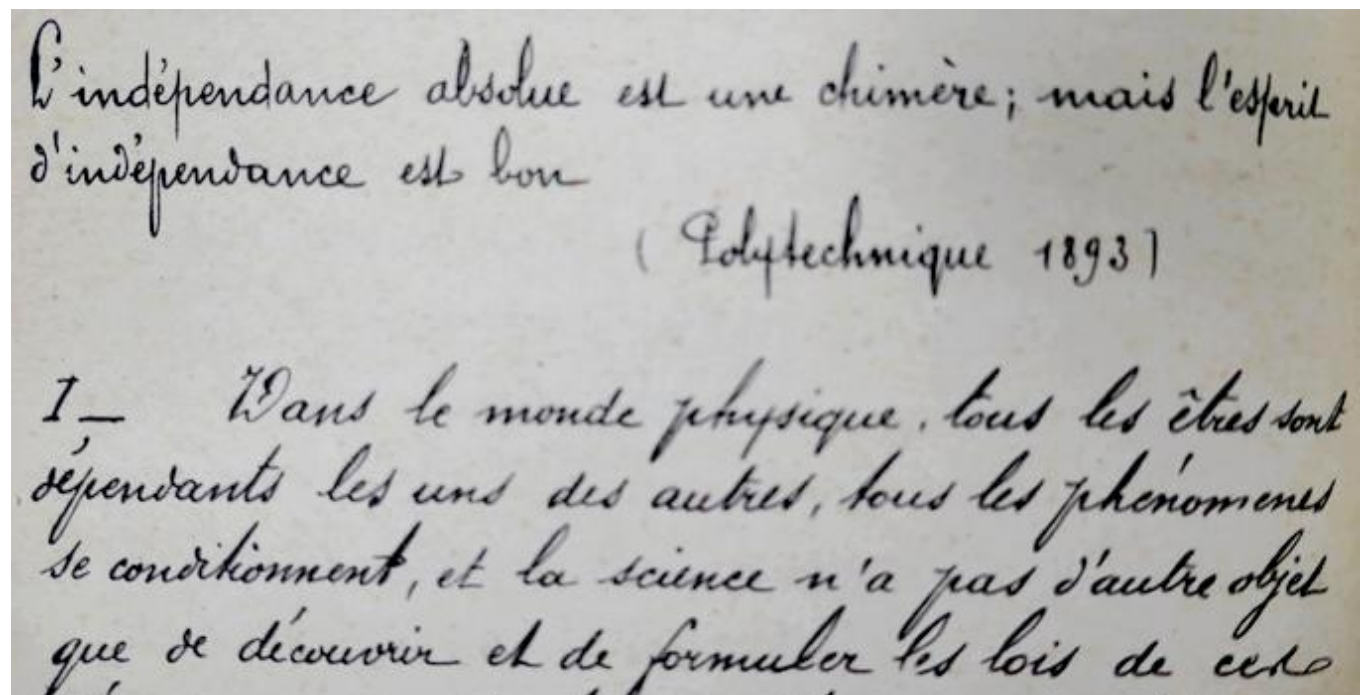 L'indépendance absolue est une chimère; mais l'esprit
d'indépendance est bon
( Polytechnique 1893 )
I — Dans le monde physique, tous les êtres sont
dépendants les uns des autres, tous les phénomènes
se conditionnent, et la science n'a pas d'autre objet
que de découvrir et de formuler les lois de